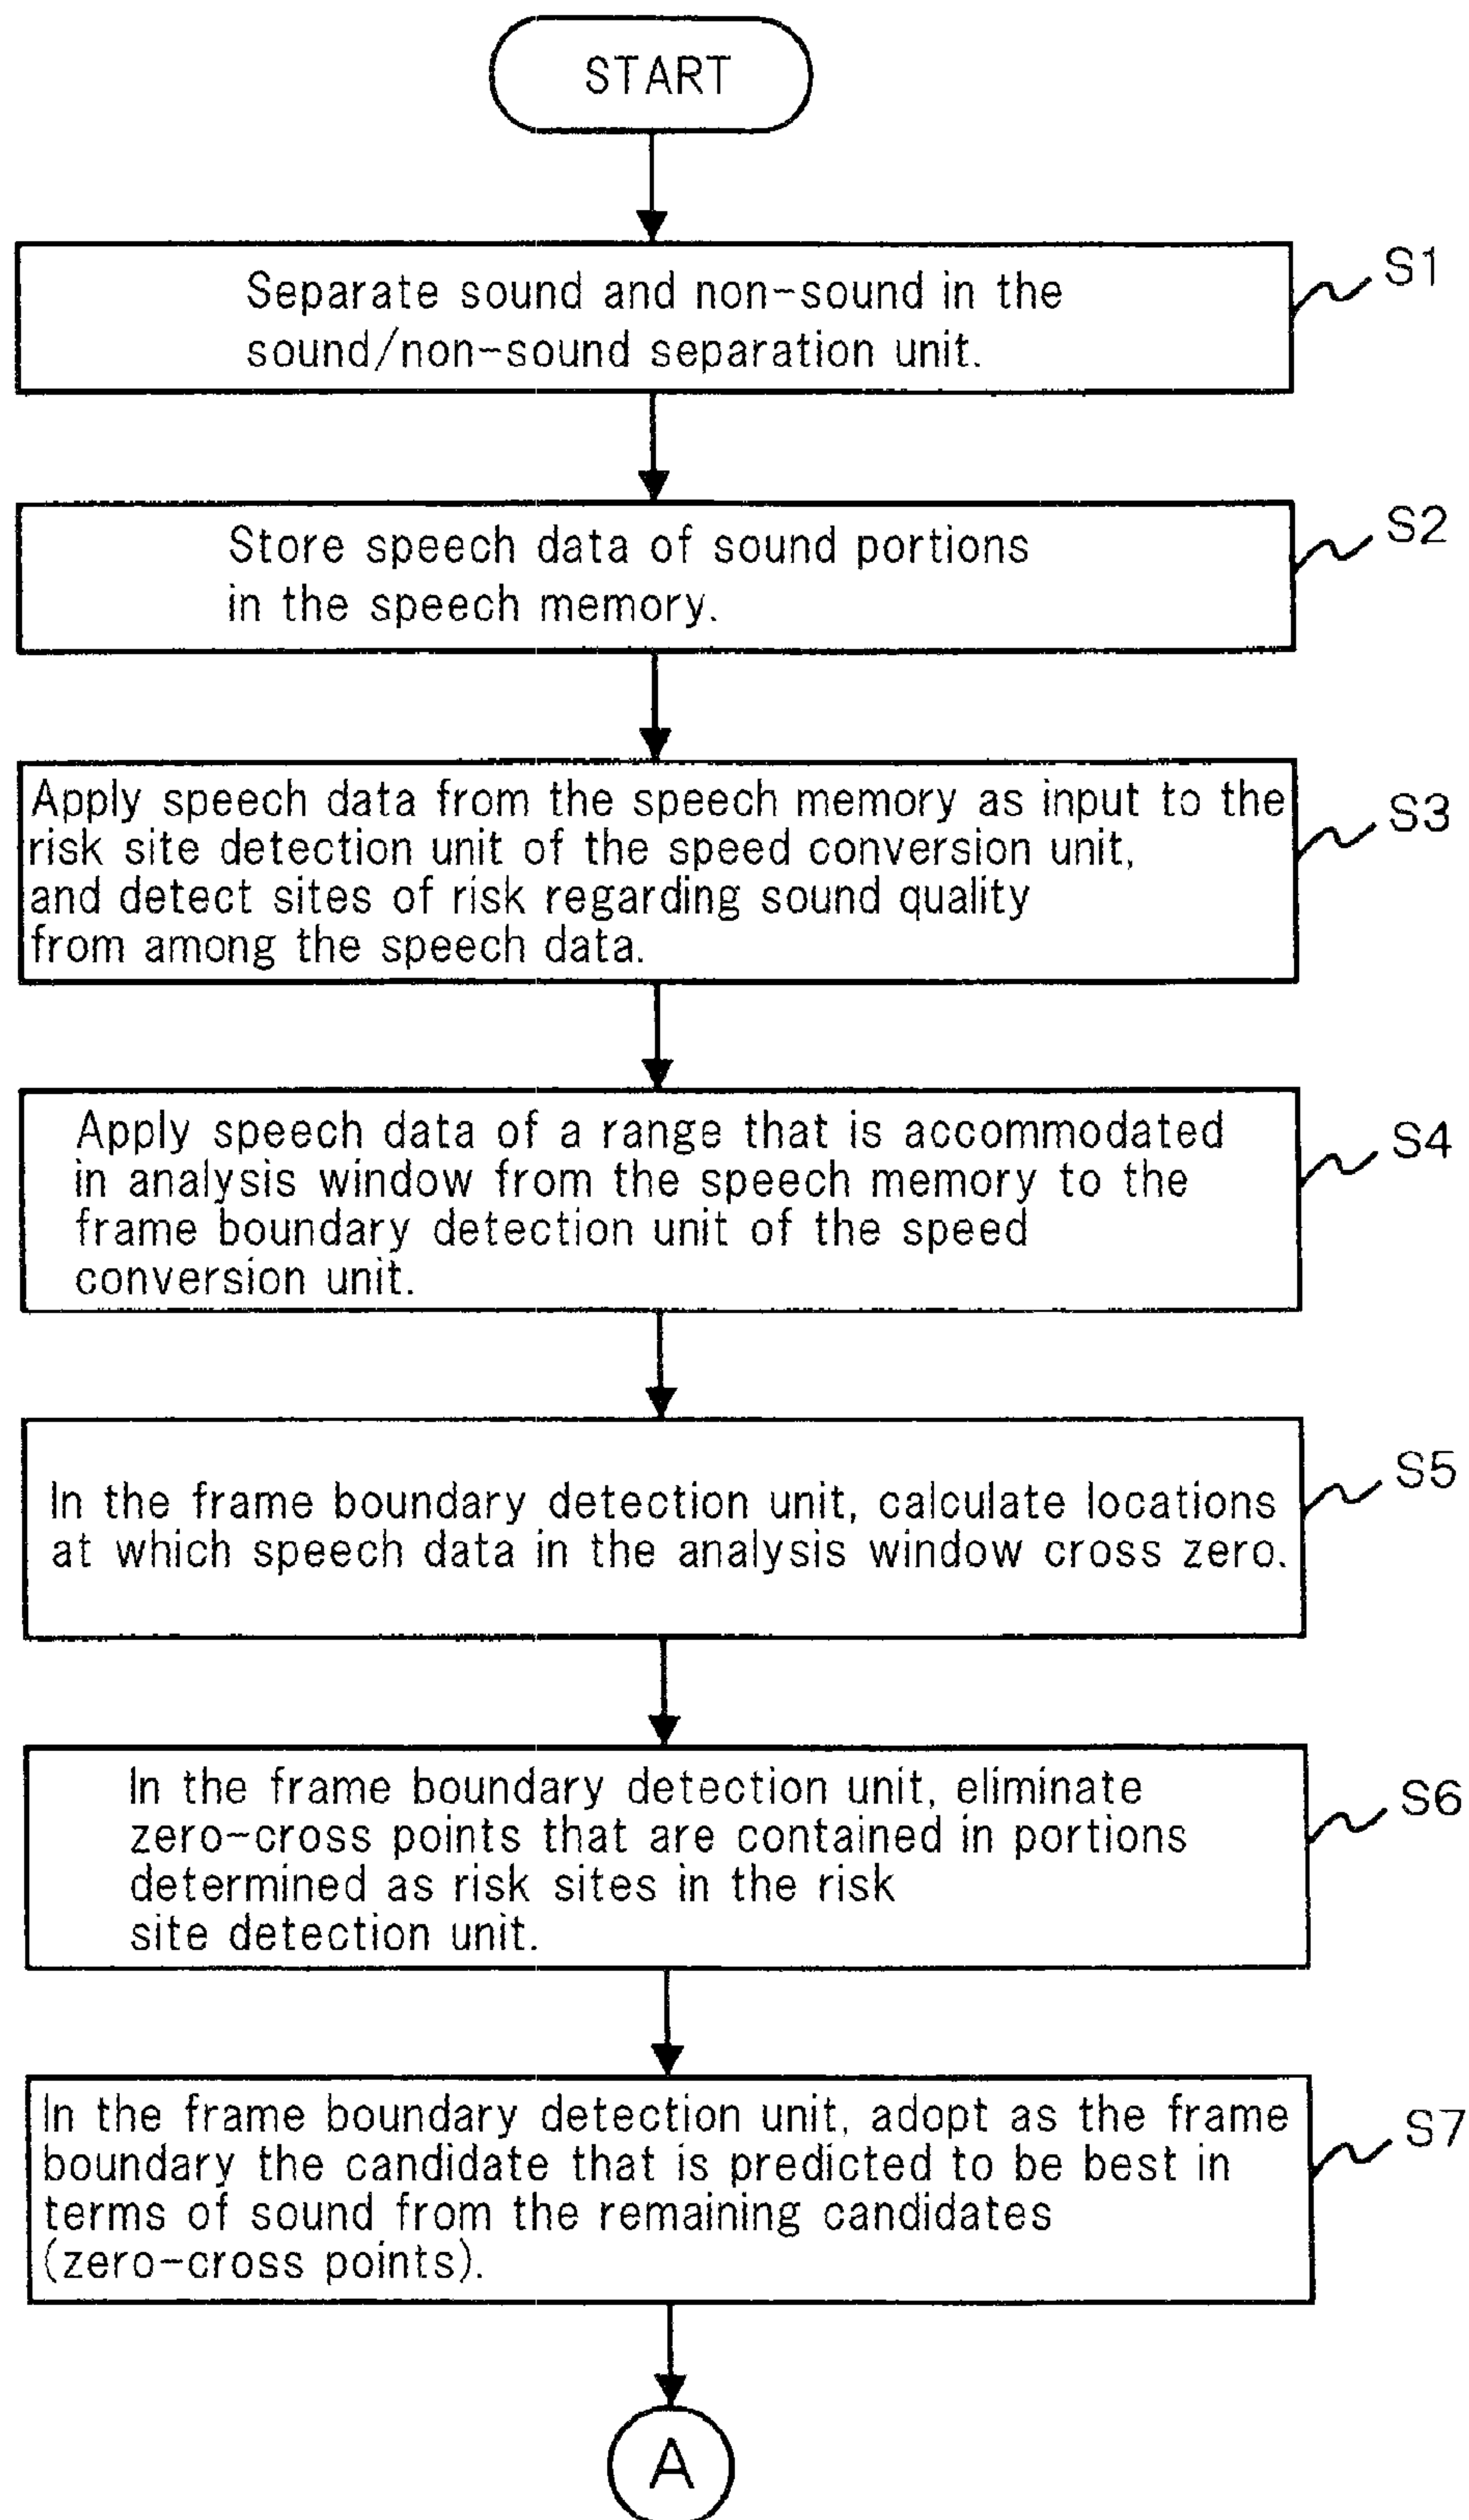 START
Separate sound and non-sound in the
sound/non-sound separation unit.
S1
Store speech data of sound portions
in the speech memory.
S2
Apply speech data from the speech memory as input to the
risk site detection unit of the speed conversion unit,
and detect sites of risk regarding sound quality
from among the speech data.
S3
Apply speech data of a range that is accommodated
in analysis window from the speech memory to the
frame boundary detection unit of the speed
conversion unit.
S4
In the frame boundary detection unit, calculate locations
at which speech data in the analysis window cross zero.
S5
In the frame boundary detection unit, eliminate
zero-cross points that are contained in portions
determined as risk sites in the risk
site detection unit.
S6
In the frame boundary detection unit, adopt as the frame
boundary the candidate that is predicted to be best in
terms of sound from the remaining candidates
(zero-cross points).
S7
A